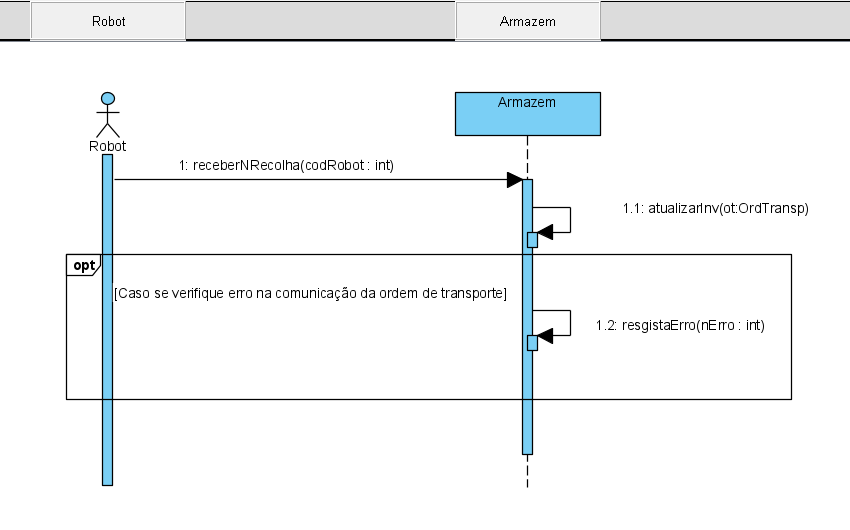 Robot
Armazem
Armazem
Robot
1: receberNRecolha(codRobot : int)
1.1: atualizarInv(ot:OrdTransp)
opt
[Caso se verifique erro na comunicação da ordem de transporte]
1.2: resgistaErro(nErro : int)